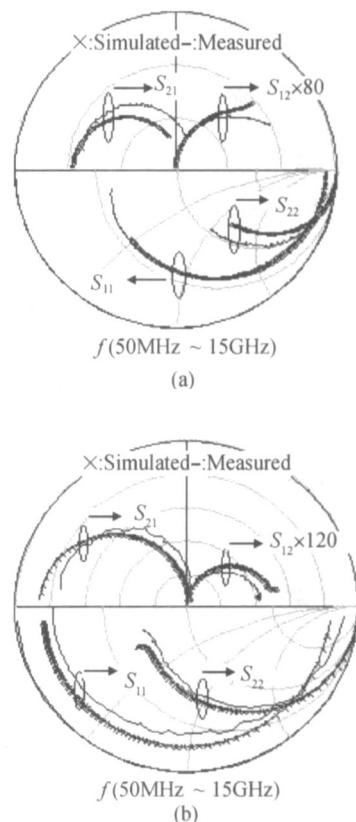 ×:Simulated–:Measured
S21
S12×80
S22
S11
f(50MHz ~ 15GHz)
(a)
×:Simulated–:Measured
S21
S12×120
S11
S22
f(50MHz ~ 15GHz)
(b)